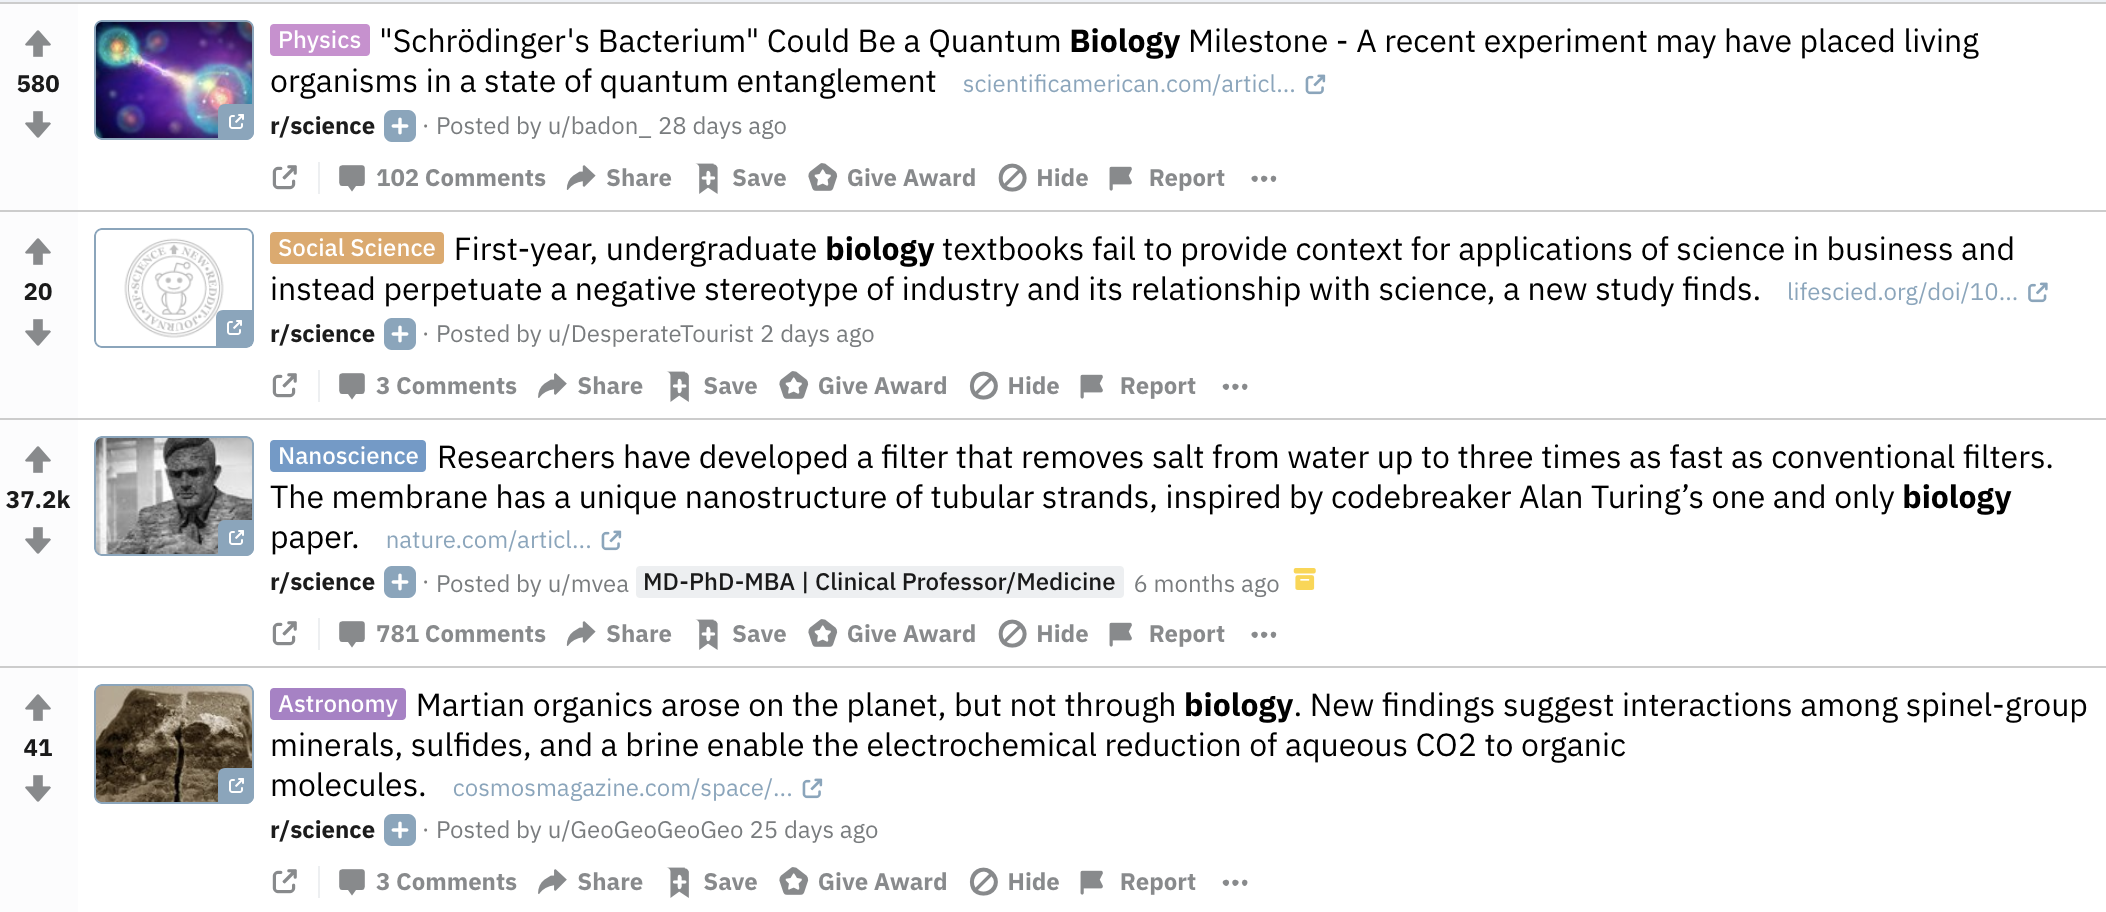 Physics "Schrödinger's Bacterium" Could Be a Quantum Biology Milestone - A recent experiment may have placed living
organisms in a state of quantum entanglement scientificamerican.com/articl...
580
r/science · Posted by u/badon_ 28 days ago
102 Comments Share Save Give Award Hide Report ...
Social Science First-year, undergraduate biology textbooks fail to provide context for applications of science in business and
instead perpetuate a negative stereotype of industry and its relationship with science, a new study finds. lifescied.org/doi/10...
20
r/science · Posted by u/DesperateTourist 2 days ago
3 Comments Share Save Give Award Hide Report ...
Nanoscience Researchers have developed a filter that removes salt from water up to three times as fast as conventional filters.
37.2k The membrane has a unique nanostructure of tubular strands, inspired by codebreaker Alan Turing’s one and only biology
paper. nature.com/articl...
r/science · Posted by u/mvea MD-PhD-MBA | Clinical Professor/Medicine 6 months ago
781 Comments Share Save Give Award Hide Report ...
Astronomy Martian organics arose on the planet, but not through biology. New findings suggest interactions among spinel-group
41 minerals, sulfides, and a brine enable the electrochemical reduction of aqueous CO2 to organic
molecules. cosmosmagazine.com/space/...
r/science · Posted by u/GeoGeoGeoGeo 25 days ago
3 Comments Share Save Give Award Hide Report ...